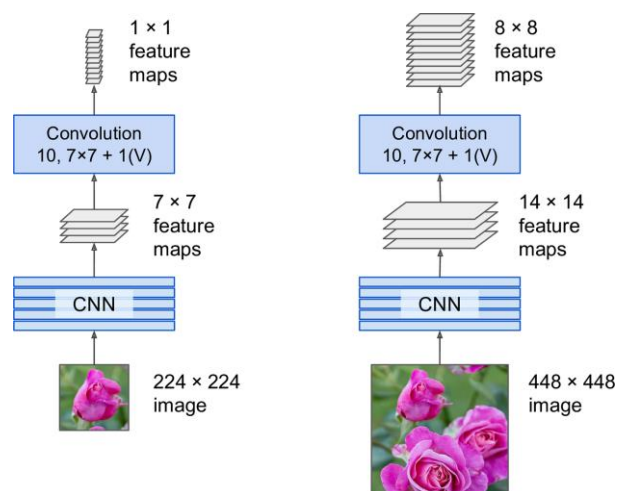 1 × 1
feature
maps
Convolution
10, 7×7 + 1(V)
7 × 7
feature
maps
CNN
224 × 224
image
8 × 8
feature
maps
Convolution
10, 7×7 + 1(V)
14 × 14
feature
maps
CNN
448 × 448
image